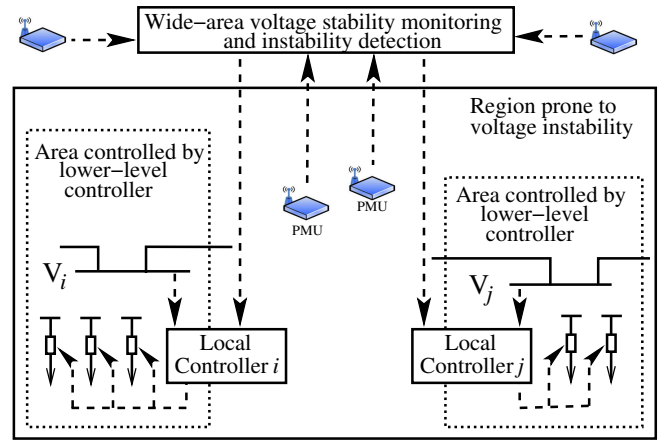 Wide-area voltage stability monitoring
and instability detection
Region prone to
voltage instability
Area controlled by
lower-level
controller
PMU
PMU
Area controlled by
lower-level
controller
V_i
V_j
Local
Controller i
Local
Controller j